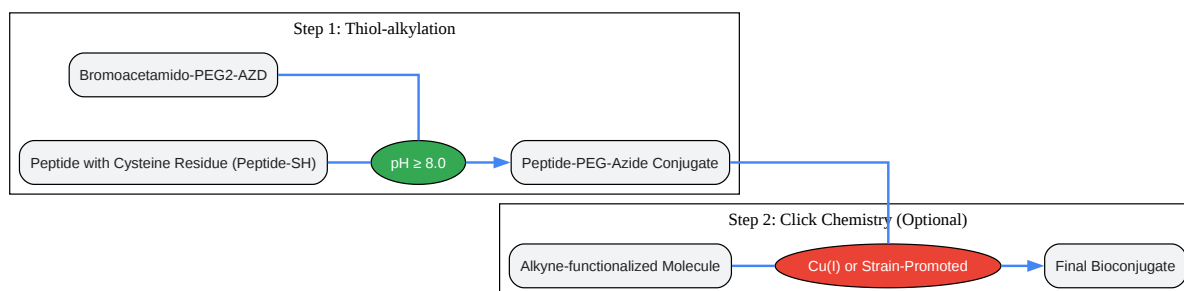 Step 1: Thiol-alkylation
Bromoacetamido-PEG2-AZD
Peptide with Cysteine Residue (Peptide-SH)
pH ≥ 8.0
Peptide-PEG-Azide Conjugate
Step 2: Click Chemistry (Optional)
Alkyne-functionalized Molecule
Cu(I) or Strain-Promoted
Final Bioconjugate